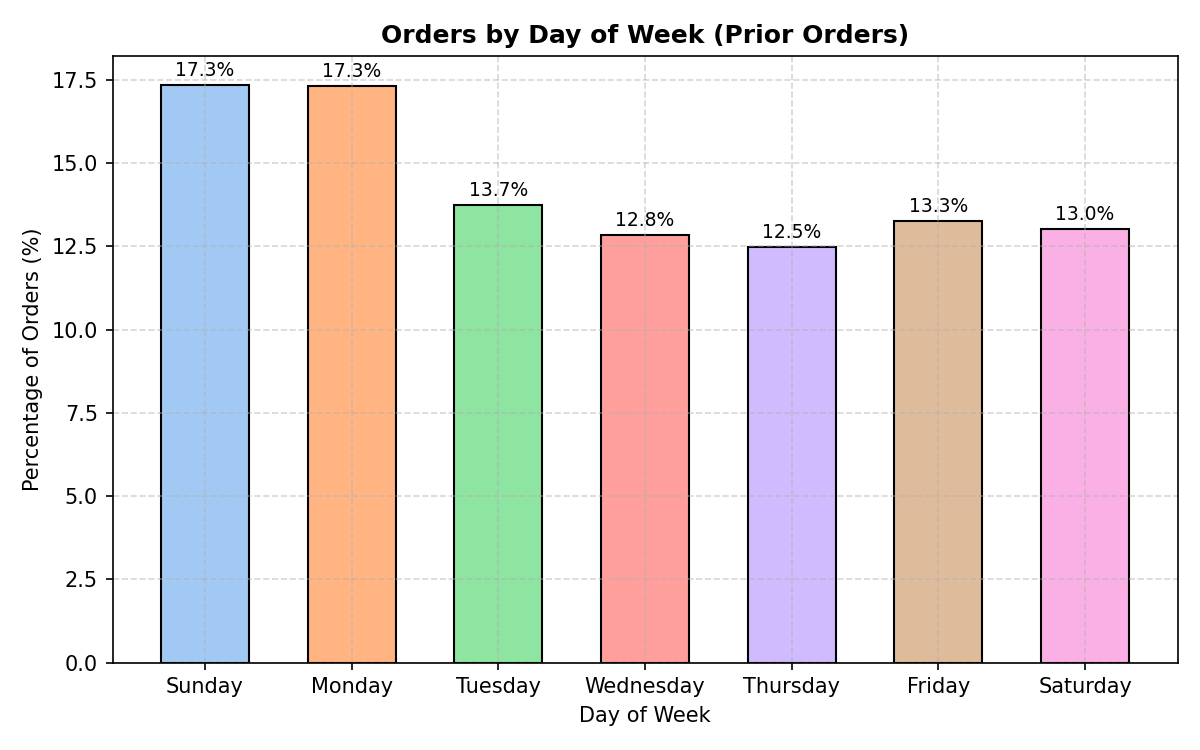 Orders by Day of Week (Prior Orders)
17.3%
17.3%
13.7%
12.8%
12.5%
13.3%
13.0%
17.5
15.0
12.5
10.0
7.5
5.0
2.5
0.0
Percentage of Orders (%)
Sunday
Monday
Tuesday
Wednesday
Thursday
Friday
Saturday
Day of Week